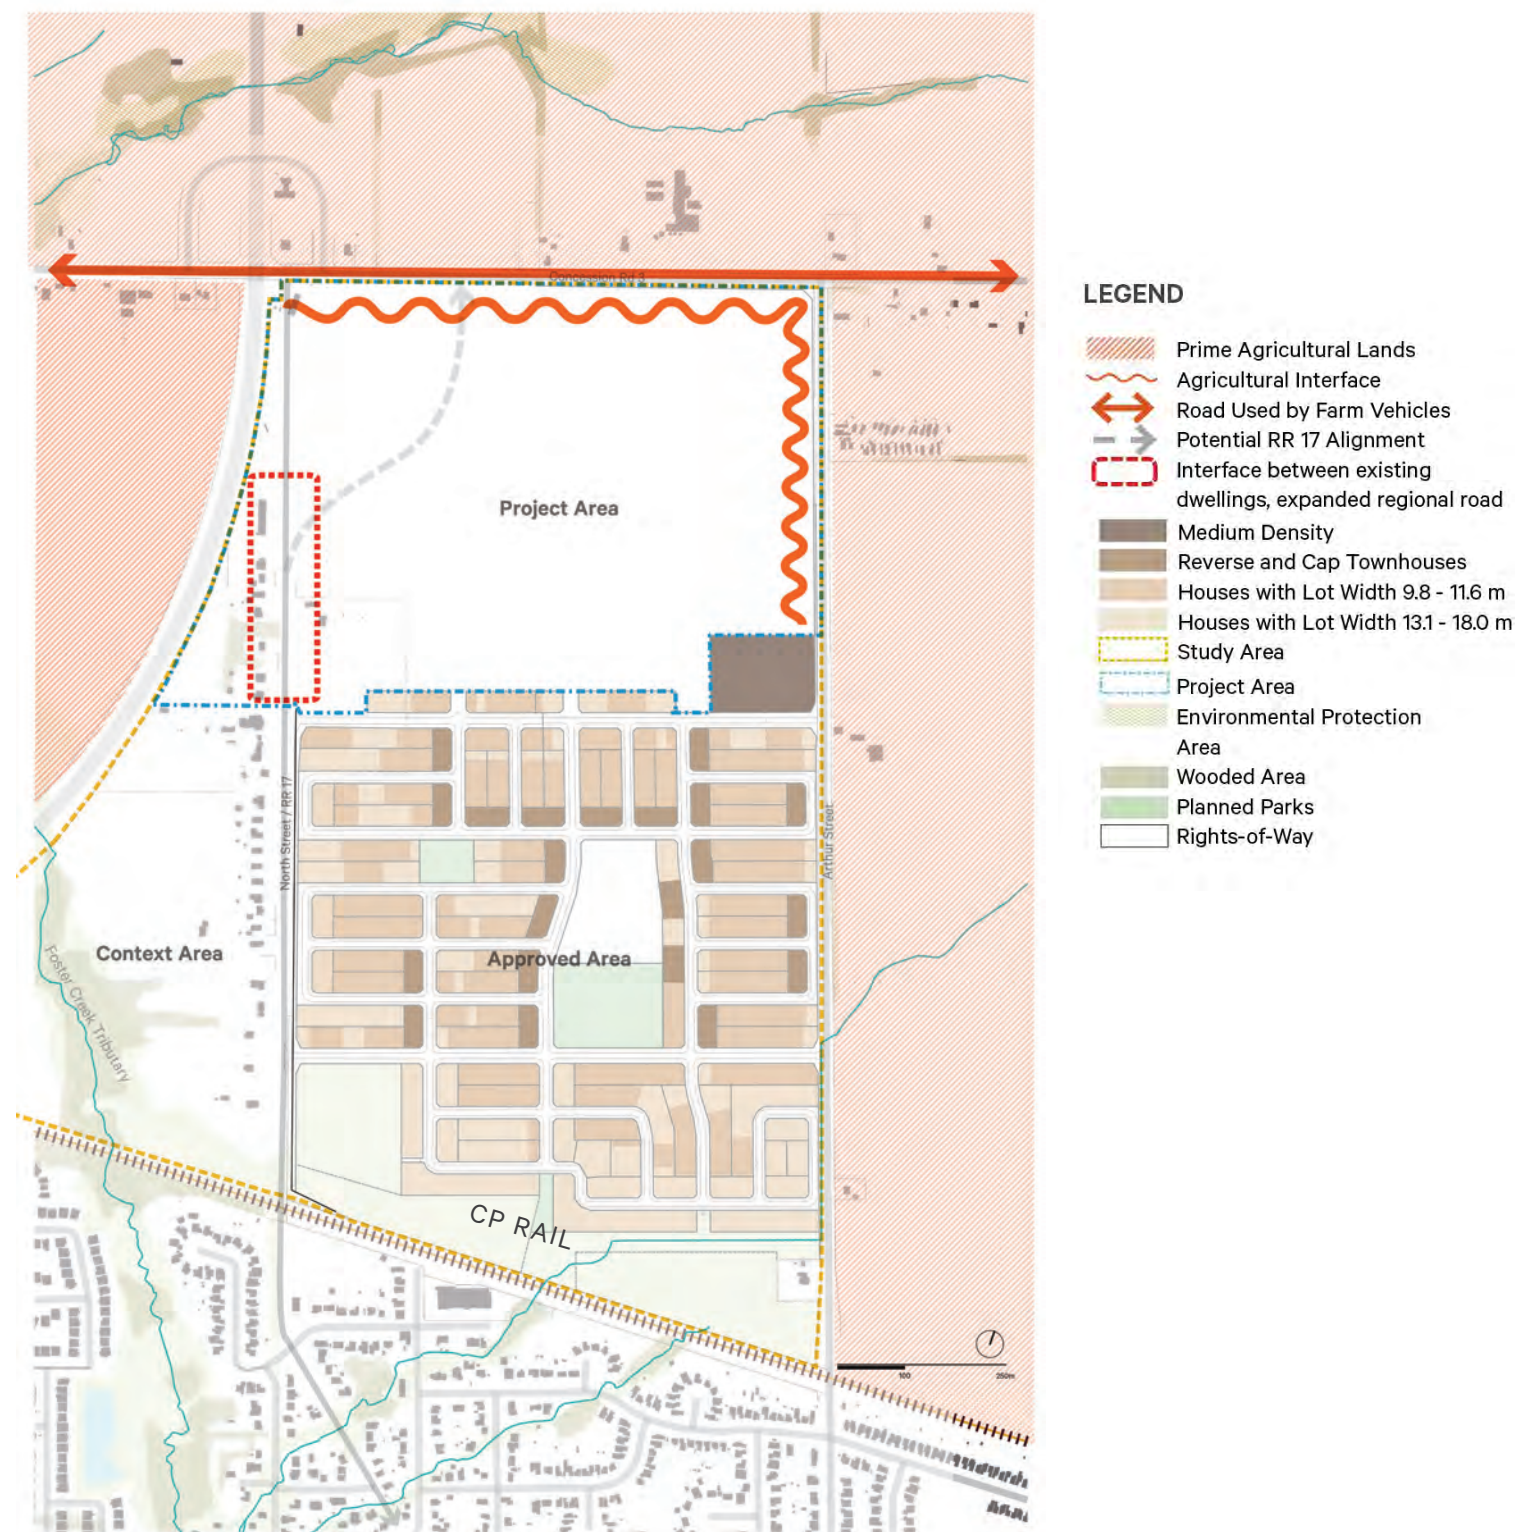 Concession Rd 3
Project Area
North Street / RR 17
Arthur Street
Context Area
Approved Area
Foster Creek Tributary
CP RAIL
100
250m
LEGEND
Prime Agricultural Lands
Agricultural Interface
Road Used by Farm Vehicles
Potential RR 17 Alignment
Interface between existing
dwellings, expanded regional road
Medium Density
Reverse and Cap Townhouses
Houses with Lot Width 9.8 - 11.6 m
Houses with Lot Width 13.1 - 18.0 m
Study Area
Project Area
Environmental Protection
Area
Wooded Area
Planned Parks
Rights-of-Way